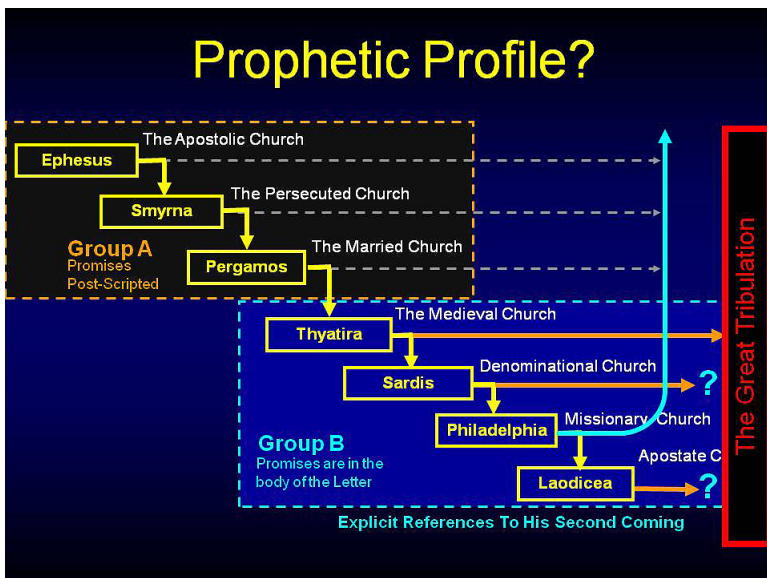 Prophetic Profile?
The Apostolic Church
Ephesus
The Persecuted Church
Smyrna
The Married Church
Group A
Promises
Post-Scripted
Pergamos
The Medieval Church
Thyatira
Denominational Church
Sardis
?
Missionary Church
Philadelphia
Group B
Promises are in the
body of the Letter
Apostate C
Laodicea
?
Explicit References To His Second Coming
The Great Tribulation